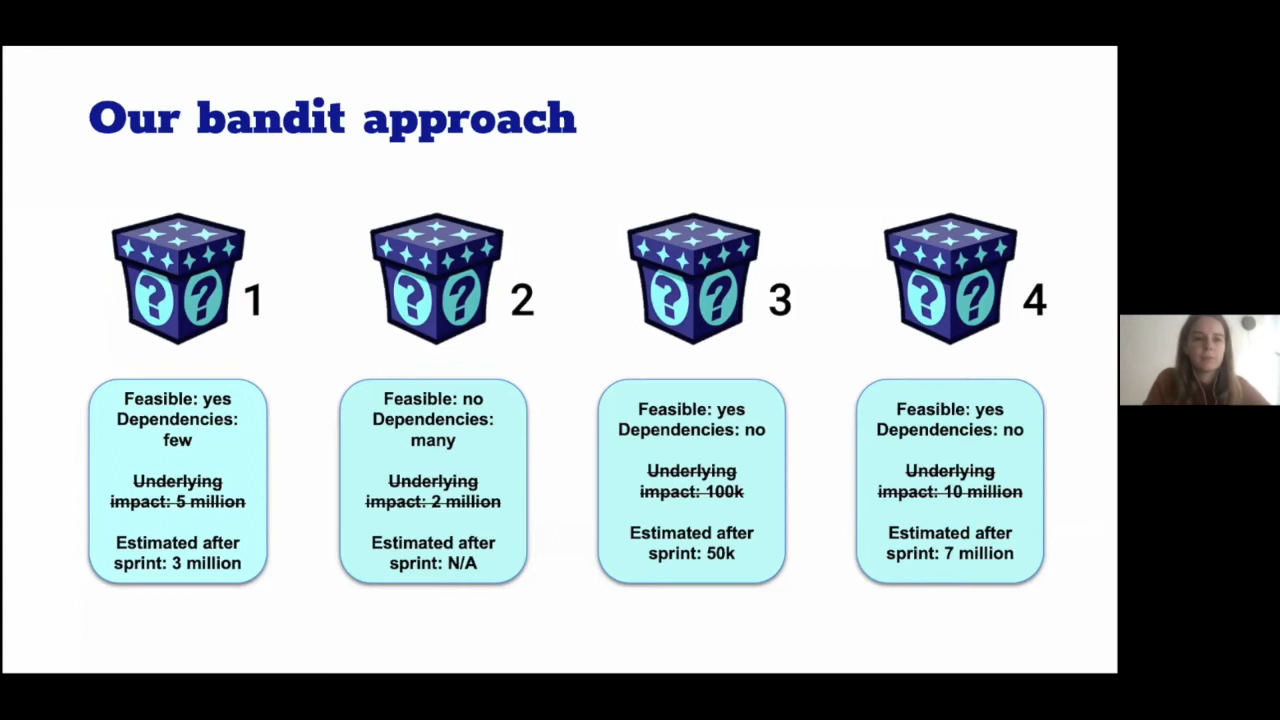 Our bandit approach
? ? 1
? ? 2
? ? 3
? ? 4
Feasible: yes
Dependencies:
few
Underlying
impact: 5 million
Estimated after
sprint: 3 million
Feasible: no
Dependencies:
many
Underlying
impact: 2 million
Estimated after
sprint: N/A
Feasible: yes
Dependencies: no
Underlying
impact: 100k
Estimated after
sprint: 50k
Feasible: yes
Dependencies: no
Underlying
impact: 10 million
Estimated after
sprint: 7 million